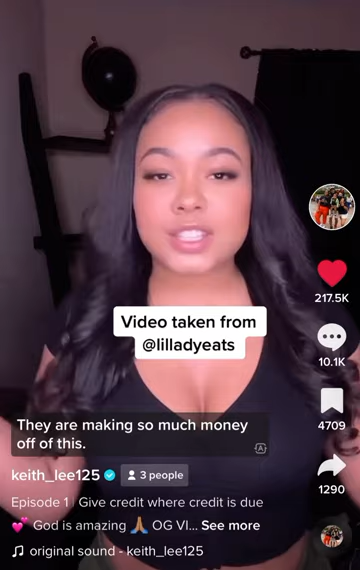 217.5K
Video taken from
@lilladyeats
10.1K
They are making so much money
off of this.
4709
keith_lee125 3 people
1290
Episode 1 Give credit where credit is due
💕 God is amazing 🙏🏽 OG VI... See more
original sound - keith_lee125